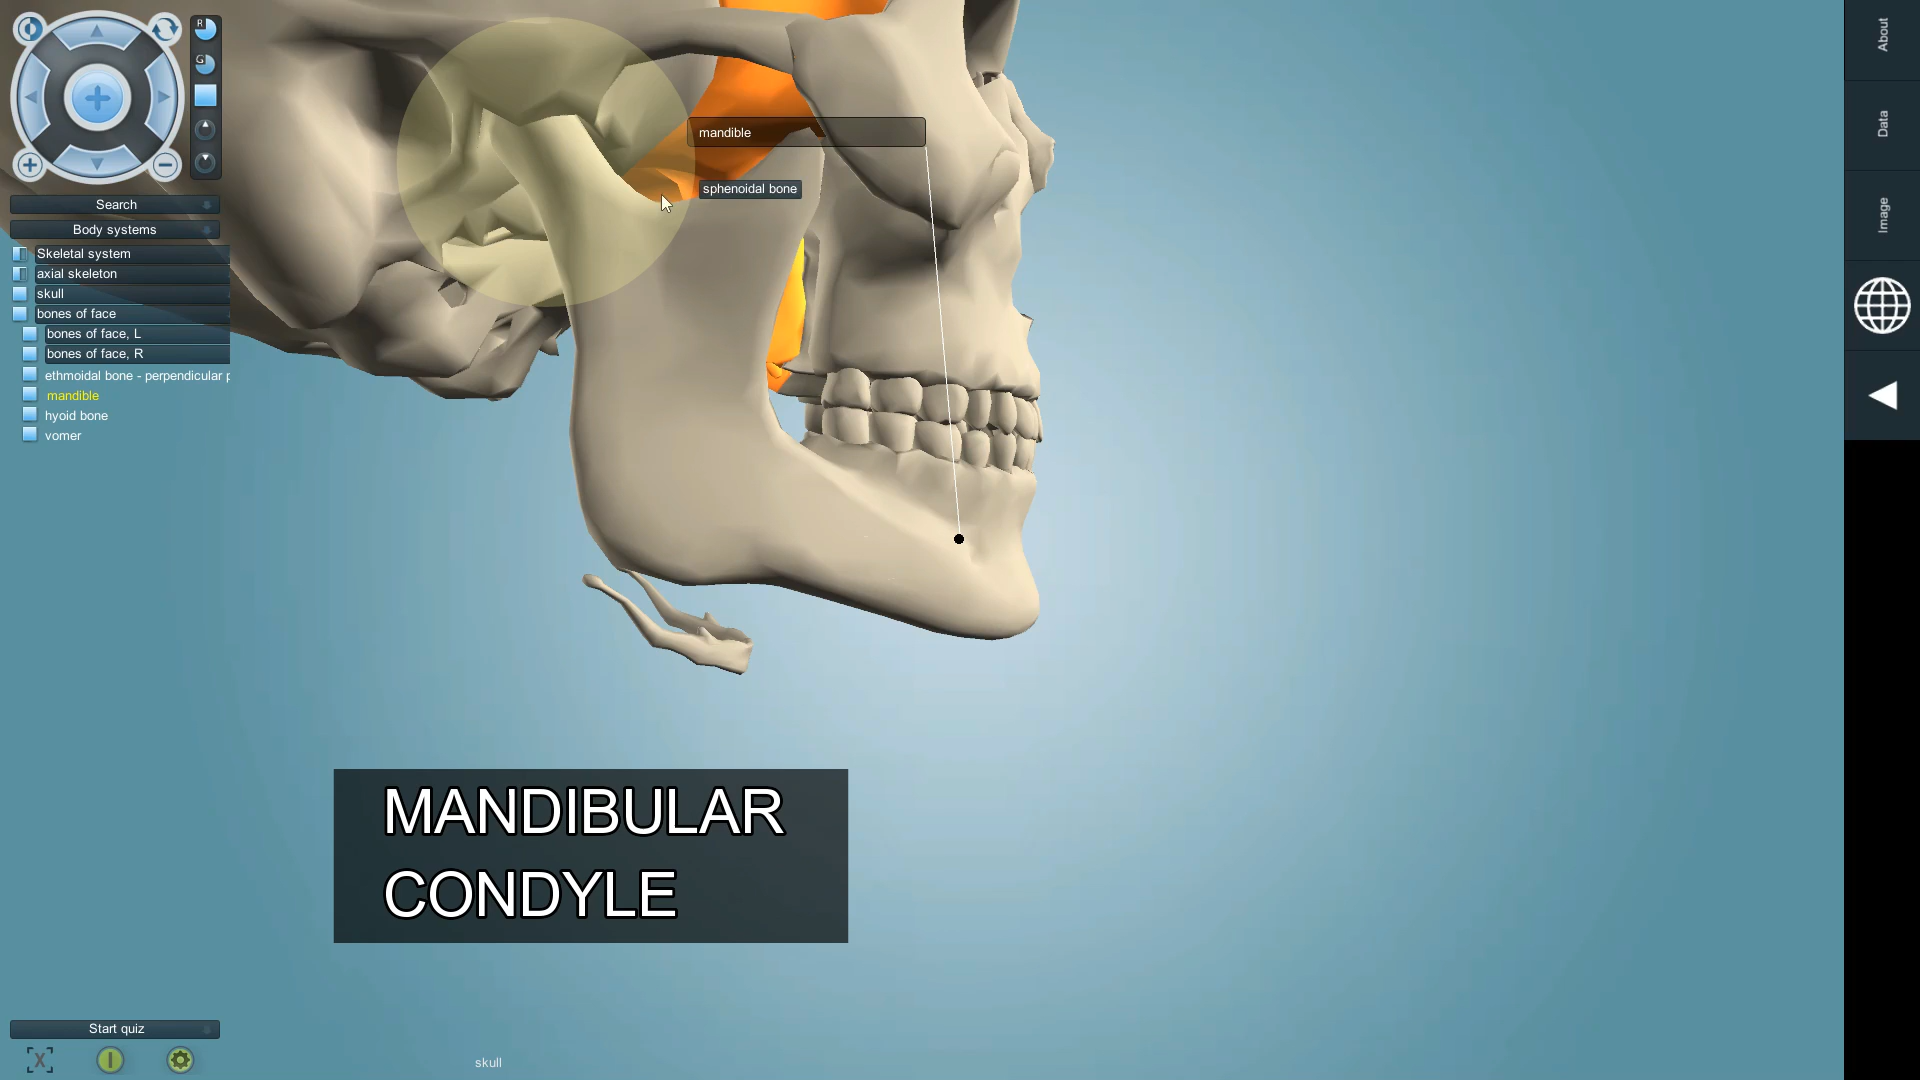 R
G
Search
Body systems
Skeletal system
axial skeleton
skull
bones of face
bones of face, L
bones of face, R
ethmoidal bone - perpendicular p
mandible
hyoid bone
vomer
mandible
sphenoidal bone
MANDIBULAR
CONDYLE
Start quiz
skull
About
Data
Image